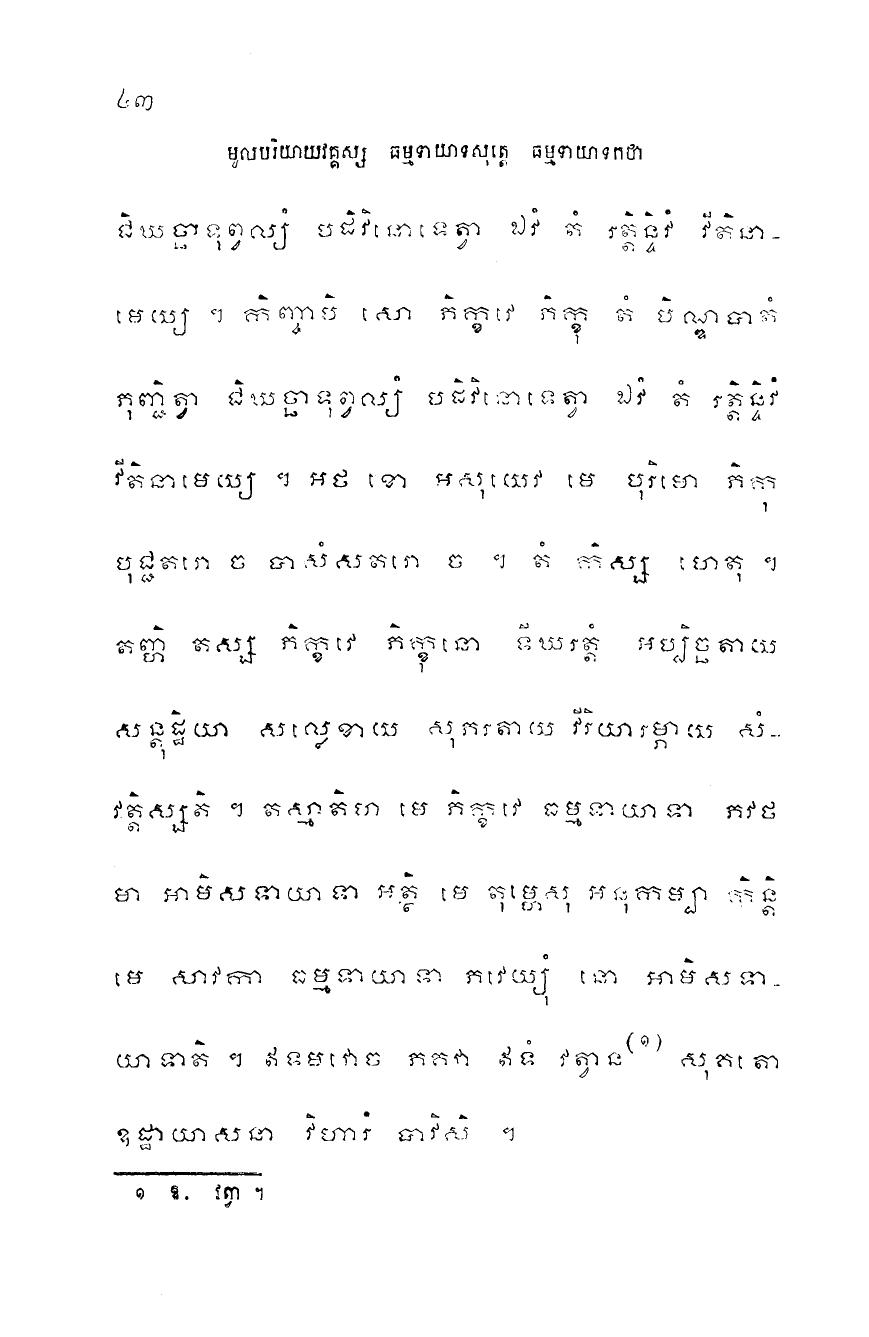 ៤៣
មូលបរិយាយវគ្គស្ស ធម្មទាយាទសុត្តេ ធម្មទាយាទកថា
ជិឃច្ឆាទុព្វល្យំ បដិវិនោទេត្វា ឯវំ តំ រត្តិន្ទិវំ វីតិនា-
មេយ្យ ។ កិញ្ចាបិ សោ ភិក្ខវេ ភិក្ខុ តំ បិណ្ឌបាតំ
ភុញ្ជិត្វា ជិឃច្ឆាទុព្វល្យំ បដិវិនោទេត្វា ឯវំ តំ រត្តិន្ទិវំ
វីតិនាមេយ្យ ។ អថ ខោ អសុយេវ មេ បុរិមោ ភិក្ខុ
បុជ្ជតរោ ច បាសំសតរោ ច ។ តំ កិស្ស ហេតុ ។
តញ្ហិ តស្ស ភិក្ខវេ ភិក្ខុនោ ទីឃរត្តំ អប្បិច្ឆតាយ
សន្តុដ្ឋិយា សល្លេខាយ សុភរតាយ វីរិយារម្ភាយ សំ-
វត្តិស្សតិ ។ តស្មាតិហ មេ ភិក្ខវេ ធម្មទាយាទា ភវថ
មា អាមិសទាយាទា អត្ថិ មេ តុម្ហេសុ អនុកម្បា កិន្តិ
មេ សាវកា ធម្មទាយាទា ភវេយ្យុំ នោ អាមិសទា-
យាទាតិ ។ ឥទមវោច ភគវា ឥទំ វត្វាន(១) សុគតោ
ឧដ្ឋាយាសនា វិហារំ បាវិសិ ។
១ ឱ. វត្វា ។